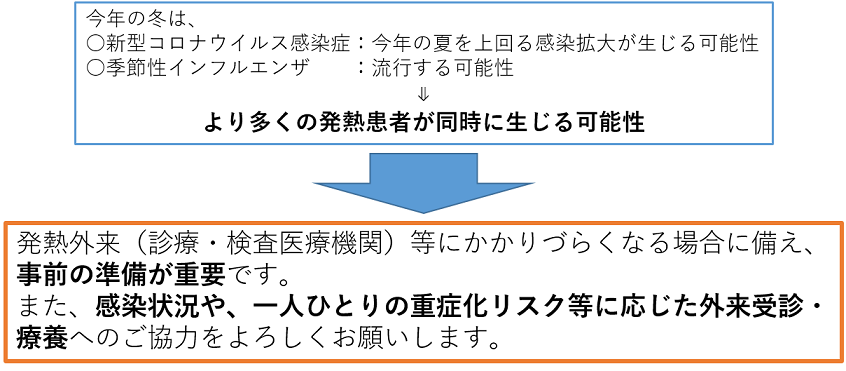 今年の冬は、
〇新型コロナウイルス感染症：今年の夏を上回る感染拡大が生じる可能性
〇季節性インフルエンザ　　：流行する可能性
⇓
より多くの発熱患者が同時に生じる可能性
発熱外来（診療・検査医療機関）等にかかりづらくなる場合に備え、
事前の準備が重要です。
また、感染状況や、一人ひとりの重症化リスク等に応じた外来受診・
療養へのご協力をよろしくお願いします。